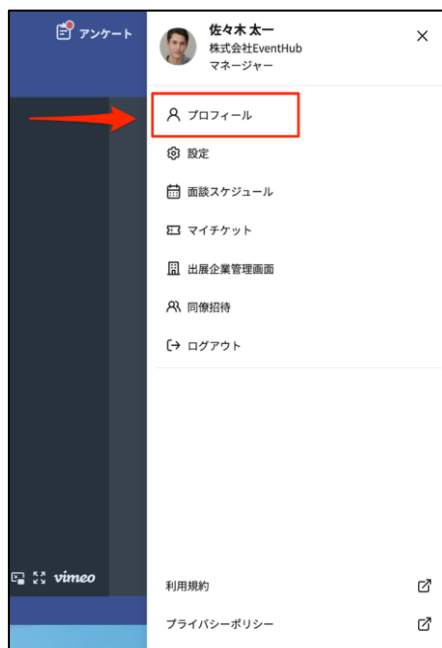 アンケート
佐々木 太一
株式会社EventHub
マネージャー
プロフィール
設定
面談スケジュール
マイチケット
出展企業管理画面
同僚招待
ログアウト
vimeo
利用規約
プライバシーポリシー